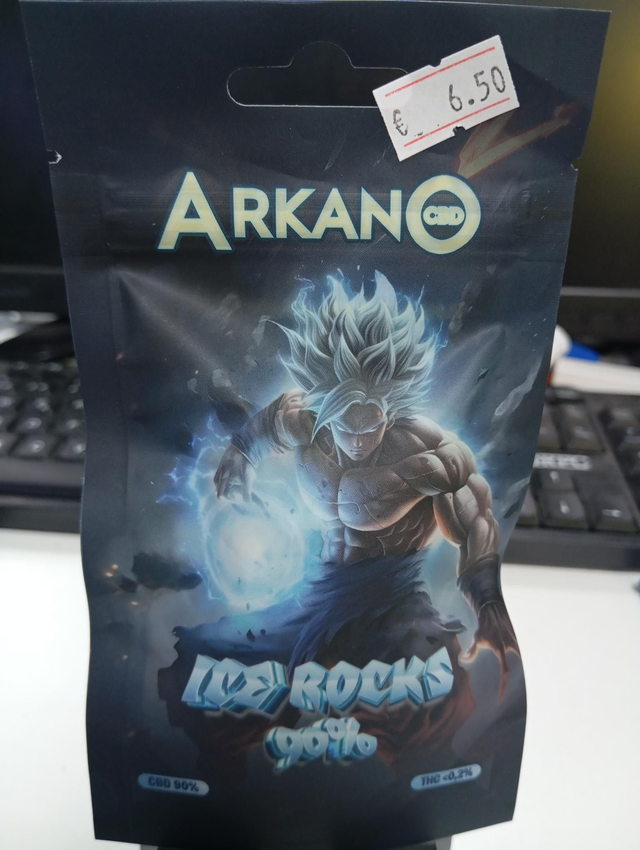 € 6.50
ARKANO
CBD
ICE ROCKS
90%
CBD 90%
THC <0,2%